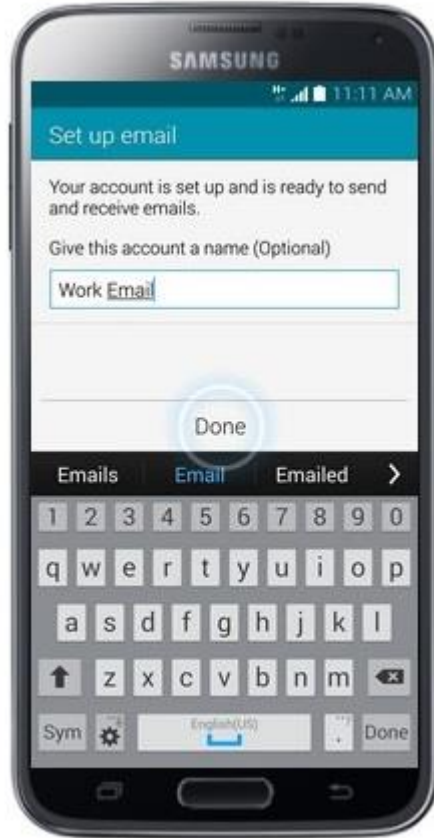 SAMSUNG
11:11 AM
Set up email
Your account is set up and is ready to send
and receive emails.
Give this account a name (Optional)
Work Email
Done
Emails Email Emailed
1 2 3 4 5 6 7 8 9 0
q w e r t y u i o p
a s d f g h j k l
z x c v b n m
Sym English(US) . Done